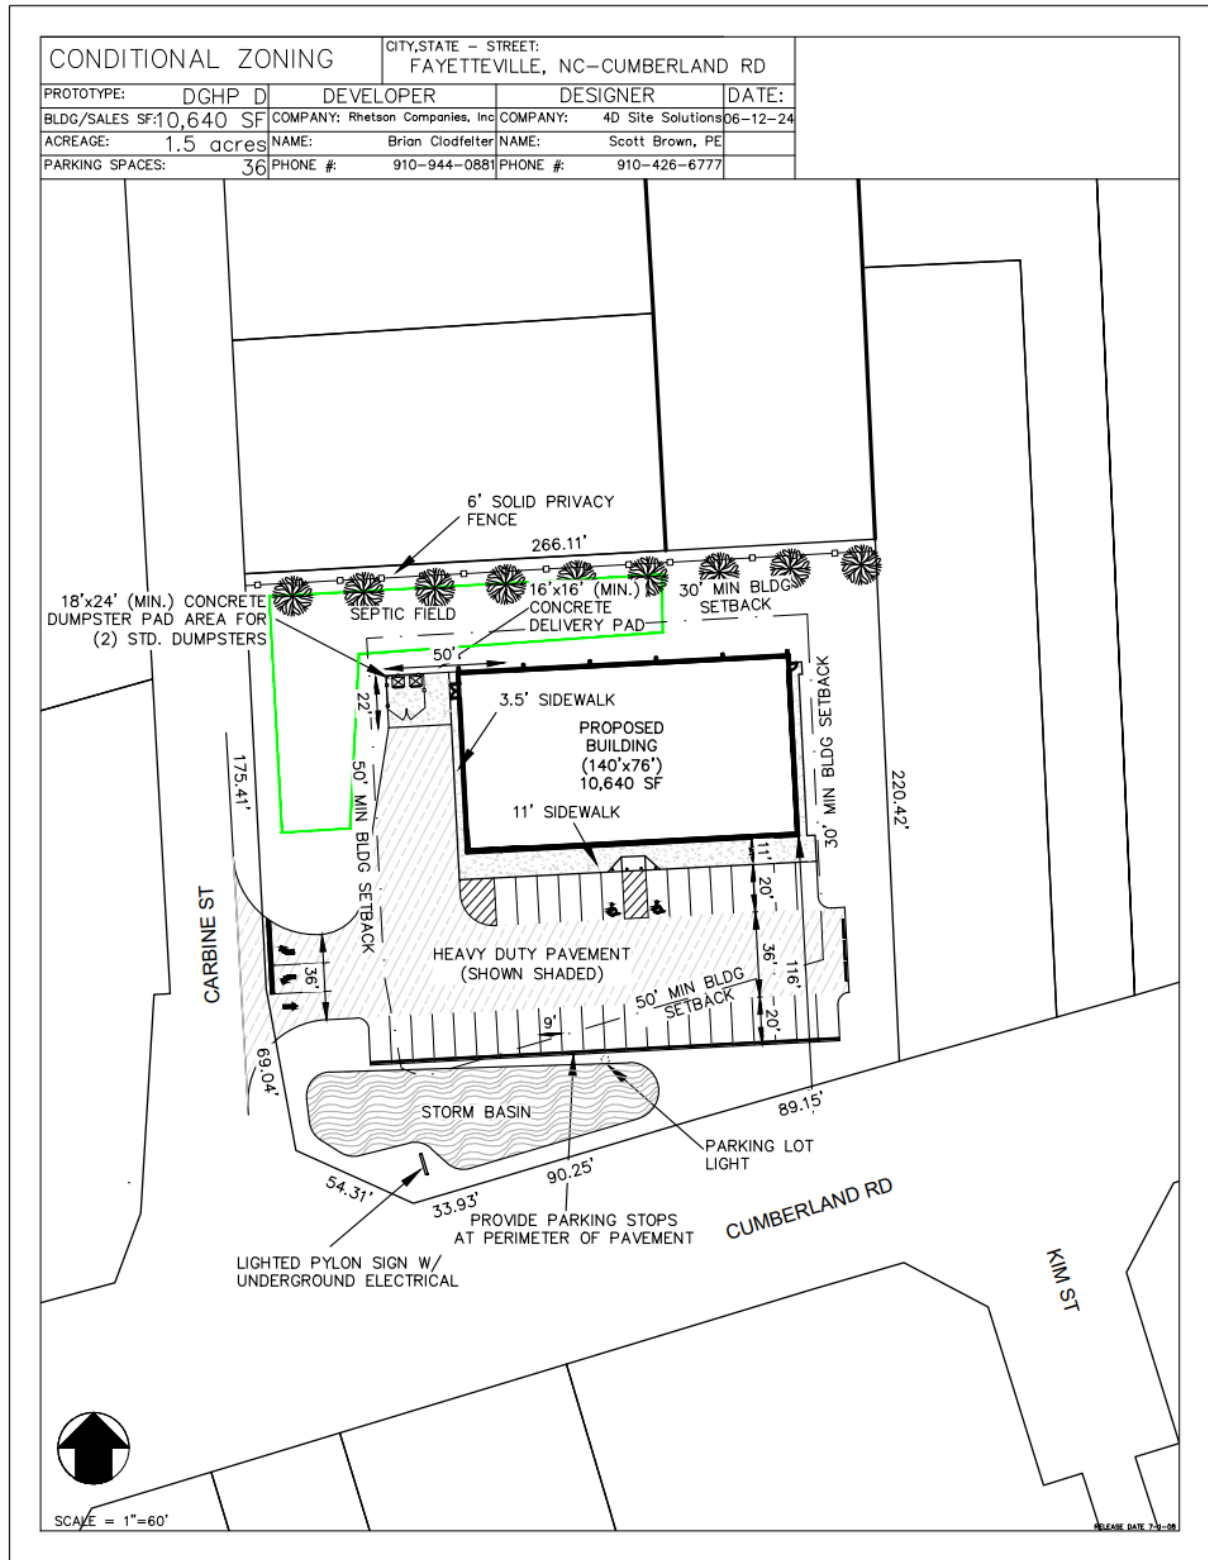 CONDITIONAL ZONING
CITY,STATE – STREET:
FAYETTEVILLE, NC–CUMBERLAND RD
PROTOTYPE: DGHP D
DEVELOPER
DESIGNER
DATE:
BLDG/SALES SF: 10,640 SF
COMPANY: Rhetson Companies, Inc
COMPANY: 4D Site Solutions
06–12–24
ACREAGE: 1.5 acres
NAME: Brian Clodfelter
NAME: Scott Brown, PE
PARKING SPACES: 36
PHONE #: 910–944–0881
PHONE #: 910–426–6777
6' SOLID PRIVACY
FENCE
266.11'
18'x24' (MIN.) CONCRETE
DUMPSTER PAD AREA FOR
(2) STD. DUMPSTERS
SEPTIC FIELD
16'x16' (MIN.)
CONCRETE
DELIVERY PAD
30' MIN BLDG
SETBACK
50'
22'
3.5' SIDEWALK
PROPOSED
BUILDING
(140'x76')
10,640 SF
11' SIDEWALK
30' MIN BLDG SETBACK
175.41'
50' MIN BLDG SETBACK
220.42'
11'
20'
CARBINE ST
HEAVY DUTY PAVEMENT
(SHOWN SHADED)
36'
36'
116'
50' MIN BLDG
SETBACK
9'
20'
69.04'
STORM BASIN
89.15'
PARKING LOT
LIGHT
90.25'
54.31'
33.93'
PROVIDE PARKING STOPS
AT PERIMETER OF PAVEMENT
CUMBERLAND RD
LIGHTED PYLON SIGN W/
UNDERGROUND ELECTRICAL
KIM ST
SCALE = 1"=60'
RELEASE DATE